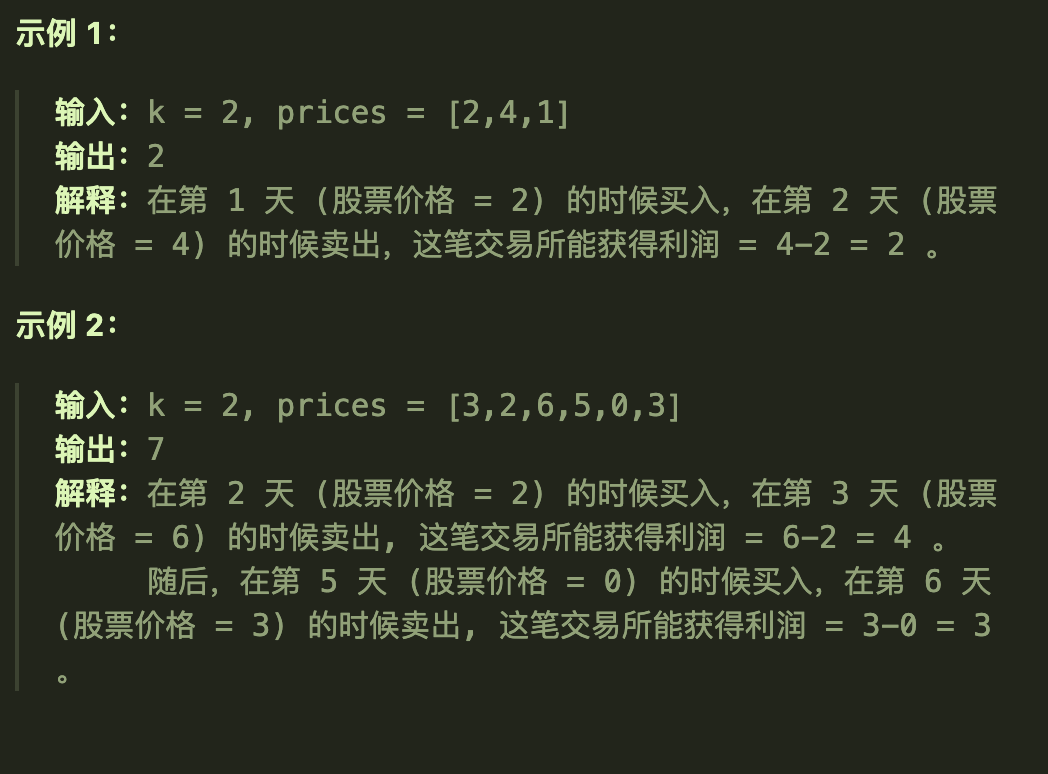 示例 1：
输入：k = 2, prices = [2,4,1]
输出：2
解释：在第 1 天 (股票价格 = 2) 的时候买入，在第 2 天 (股票
价格 = 4) 的时候卖出，这笔交易所能获得利润 = 4-2 = 2 。
示例 2：
输入：k = 2, prices = [3,2,6,5,0,3]
输出：7
解释：在第 2 天 (股票价格 = 2) 的时候买入，在第 3 天 (股票
价格 = 6) 的时候卖出, 这笔交易所能获得利润 = 6-2 = 4 。
随后，在第 5 天 (股票价格 = 0) 的时候买入，在第 6 天
(股票价格 = 3) 的时候卖出, 这笔交易所能获得利润 = 3-0 = 3
。